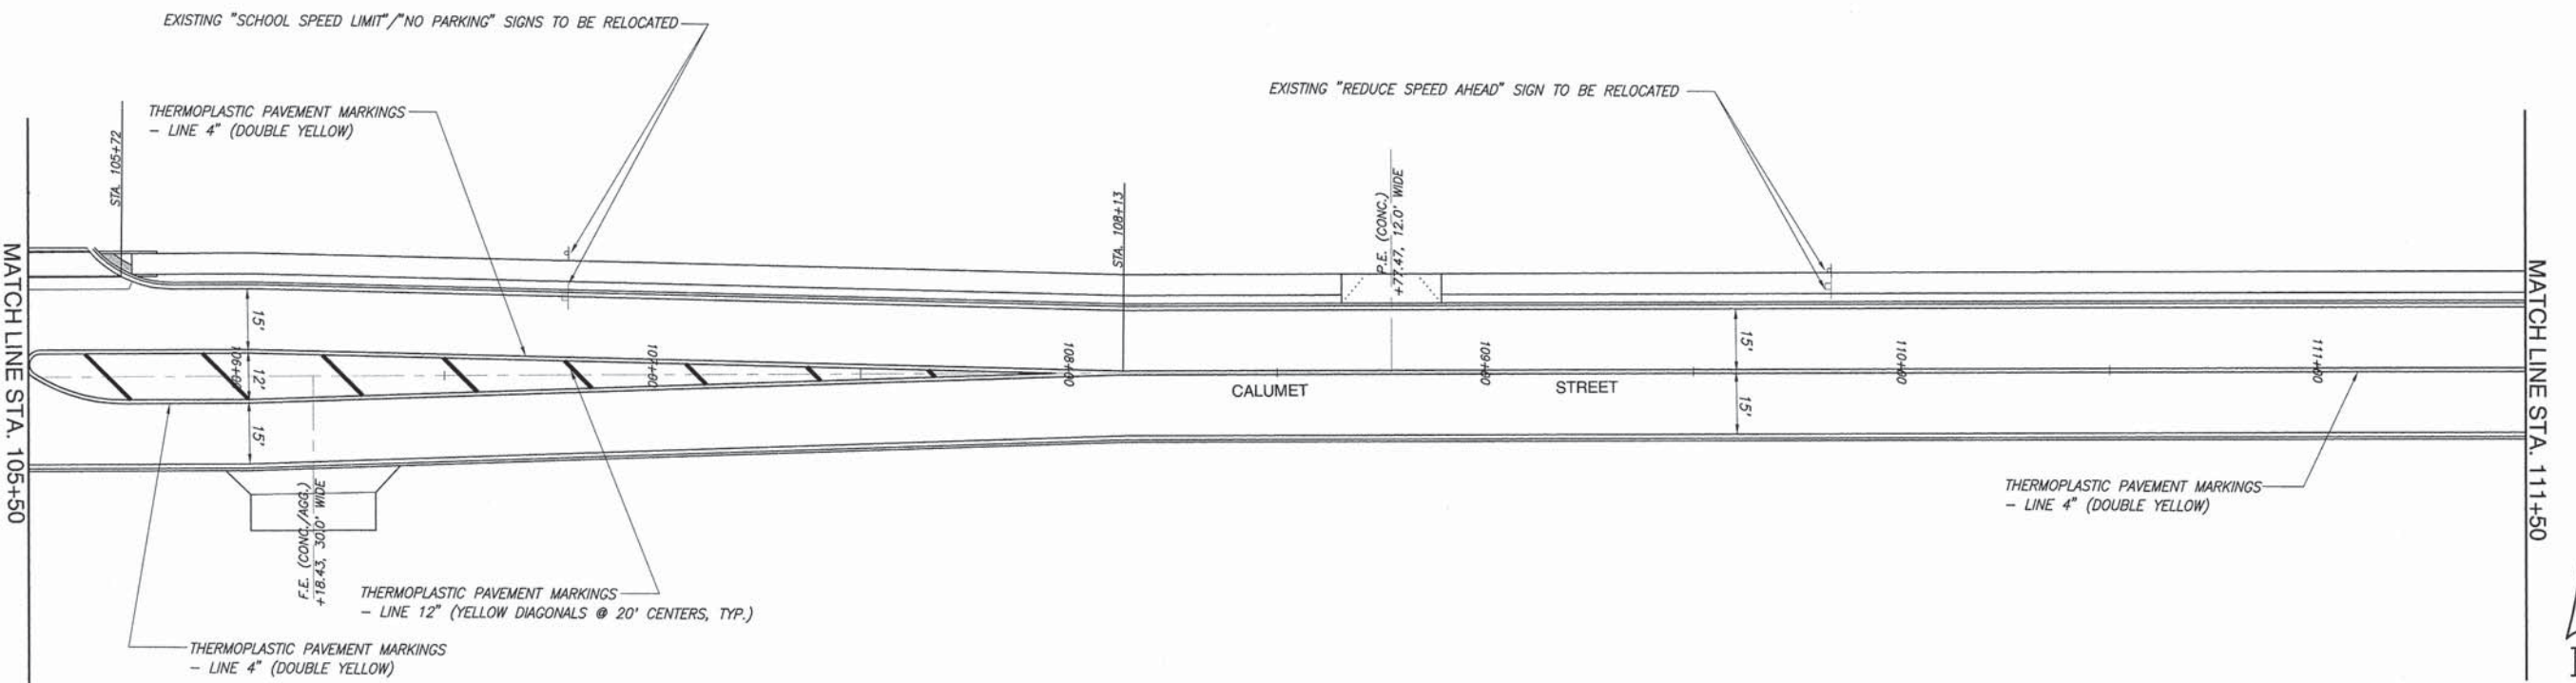 EXISTING "SCHOOL SPEED LIMIT"/"NO PARKING" SIGNS TO BE RELOCATED
EXISTING "REDUCE SPEED AHEAD" SIGN TO BE RELOCATED
THERMOPLASTIC PAVEMENT MARKINGS
- LINE 4" (DOUBLE YELLOW)
STA. 105+72
STA. 108+13
P.E. (CONC.)
+77.47, 12.0' WIDE
MATCH LINE STA. 105+50
MATCH LINE STA. 111+50
15'
12'
15'
106+00
107+00
108+00
109+00
110+00
111+00
15'
15'
CALUMET STREET
F.E. (CONC./AGG.)
+18.43, 30.0' WIDE
THERMOPLASTIC PAVEMENT MARKINGS
- LINE 4" (DOUBLE YELLOW)
THERMOPLASTIC PAVEMENT MARKINGS
- LINE 12" (YELLOW DIAGONALS @ 20' CENTERS, TYP.)
THERMOPLASTIC PAVEMENT MARKINGS
- LINE 4" (DOUBLE YELLOW)